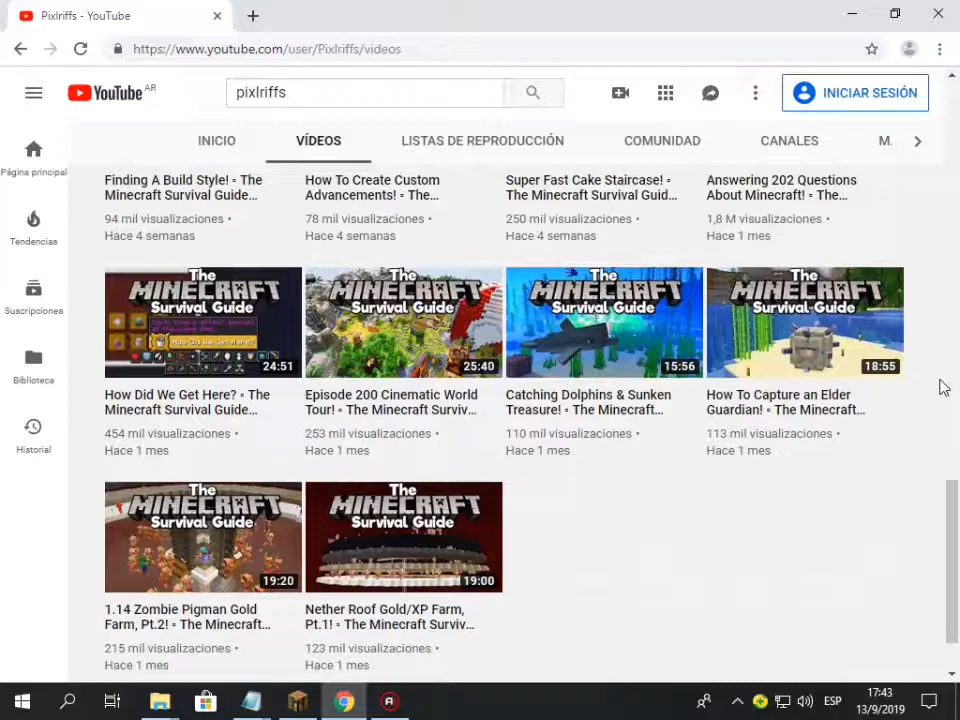 Pixlriffs - YouTube
https://www.youtube.com/user/Pixlriffs/videos
YouTube AR
pixlriffs
INICIAR SESIÓN
INICIO
VÍDEOS
LISTAS DE REPRODUCCIÓN
COMUNIDAD
CANALES
M.
Página principal
Tendencias
Suscripciones
Biblioteca
Historial
Finding A Build Style! ▫ The
Minecraft Survival Guide...
94 mil visualizaciones •
Hace 4 semanas
How To Create Custom
Advancements! ▫ The...
78 mil visualizaciones •
Hace 4 semanas
Super Fast Cake Staircase! ▫
The Minecraft Survival Guid...
250 mil visualizaciones •
Hace 4 semanas
Answering 202 Questions
About Minecraft! ▫ The...
1,8 M visualizaciones •
Hace 1 mes
The
MINECRAFT
Survival Guide
How Do We Get Here?
24:51
How Did We Get Here? ▫ The
Minecraft Survival Guide...
454 mil visualizaciones •
Hace 1 mes
The
MINECRAFT
Survival Guide
25:40
Episode 200 Cinematic World
Tour! ▫ The Minecraft Surviv...
253 mil visualizaciones •
Hace 1 mes
The
MINECRAFT
Survival Guide
15:56
Catching Dolphins & Sunken
Treasure! ▫ The Minecraft...
110 mil visualizaciones •
Hace 1 mes
The
MINECRAFT
Survival Guide
18:55
How To Capture an Elder
Guardian! ▫ The Minecraft...
113 mil visualizaciones •
Hace 1 mes
The
MINECRAFT
Survival Guide
19:20
1.14 Zombie Pigman Gold
Farm, Pt.2! ▫ The Minecraft...
215 mil visualizaciones •
Hace 1 mes
The
MINECRAFT
Survival Guide
19:00
Nether Roof Gold/XP Farm,
Pt.1! ▫ The Minecraft Surviv...
123 mil visualizaciones •
Hace 1 mes
ESP
17:43
13/9/2019